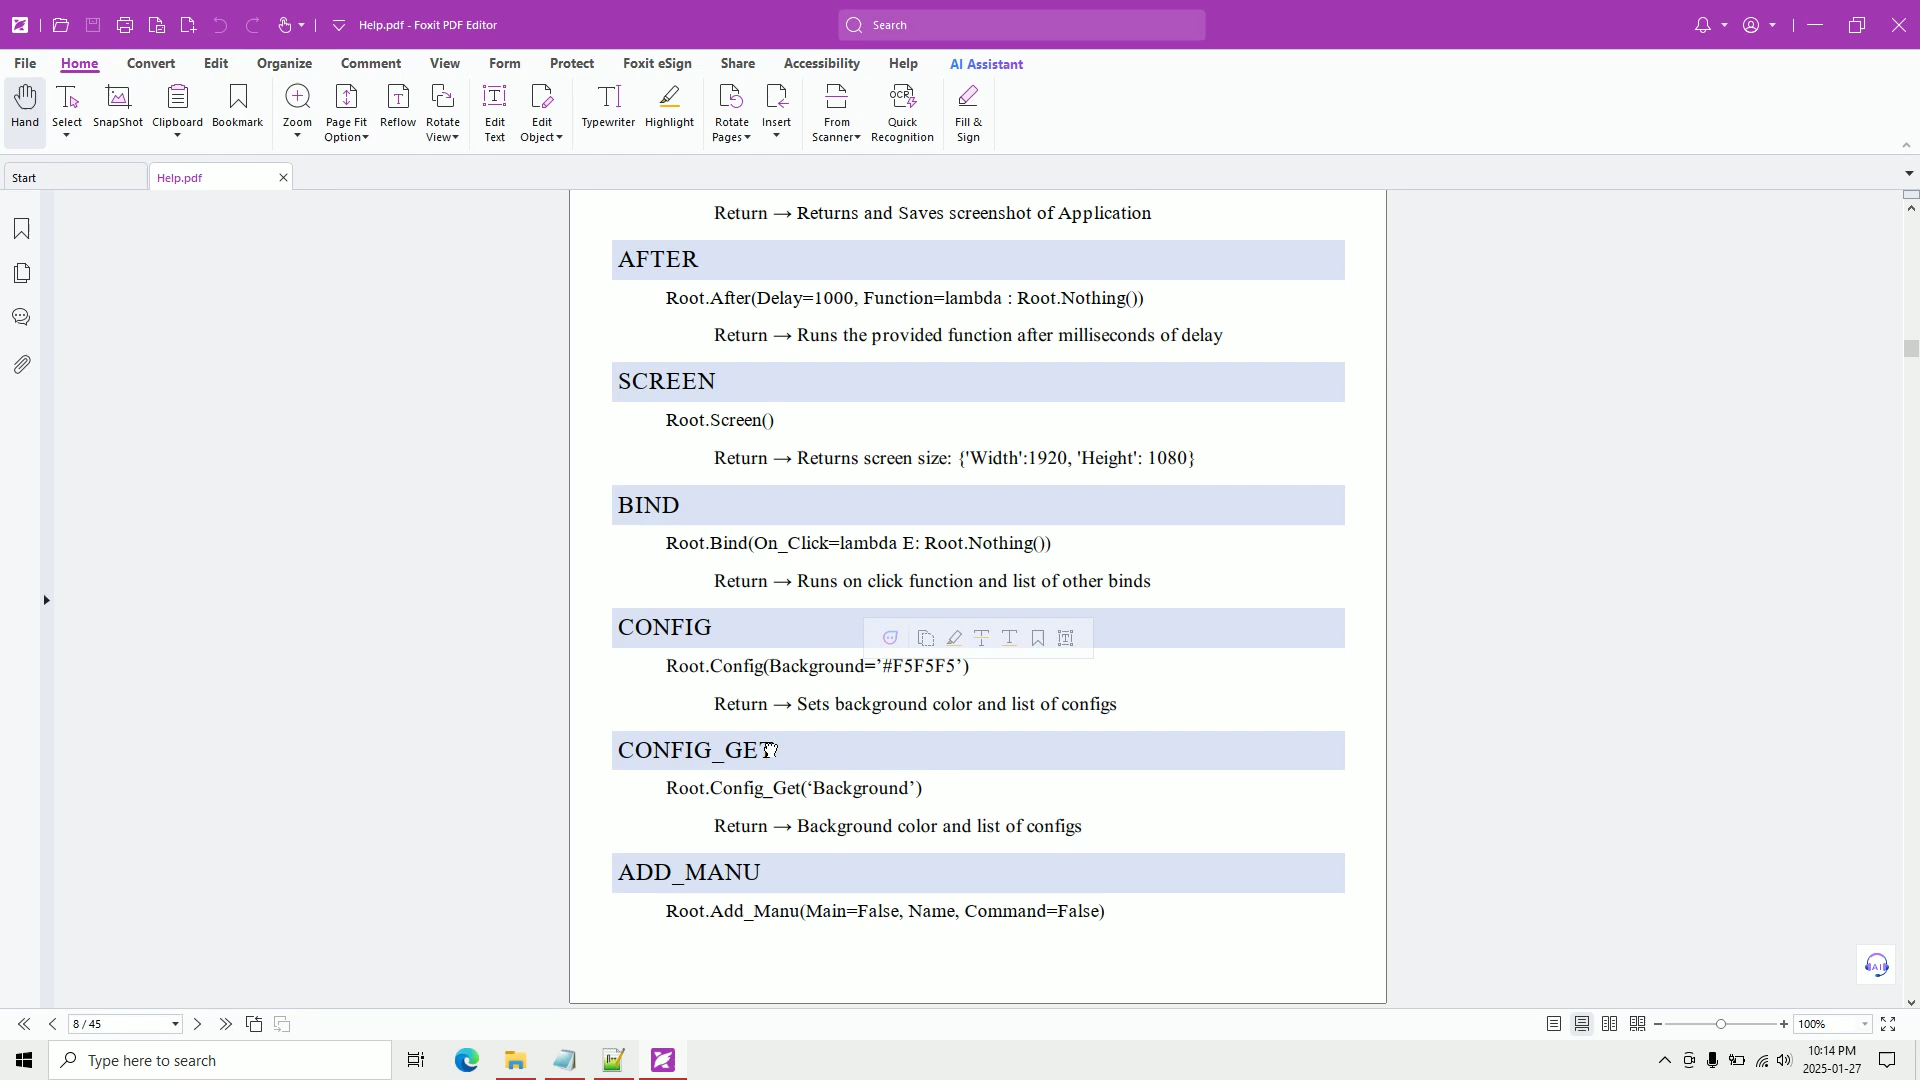 Help.pdf - Foxit PDF Editor
Search
File Home Convert Edit Organize Comment View Form Protect Foxit eSign Share Accessibility Help AI Assistant
Hand Select SnapShot Clipboard Bookmark Zoom Page Fit Option Reflow Rotate View Edit Text Edit Object Typewriter Highlight Rotate Pages Insert From Scanner Quick Recognition Fill & Sign
Start Help.pdf
Return → Returns and Saves screenshot of Application
AFTER
Root.After(Delay=1000, Function=lambda : Root.Nothing())
Return → Runs the provided function after milliseconds of delay
SCREEN
Root.Screen()
Return → Returns screen size: {'Width':1920, 'Height': 1080}
BIND
Root.Bind(On_Click=lambda E: Root.Nothing())
Return → Runs on click function and list of other binds
CONFIG
Root.Config(Background=’#F5F5F5’)
Return → Sets background color and list of configs
CONFIG_GET
Root.Config_Get(‘Background’)
Return → Background color and list of configs
ADD_MANU
Root.Add_Manu(Main=False, Name, Command=False)
AI
8 / 45
100%
Type here to search
10:14 PM
2025-01-27